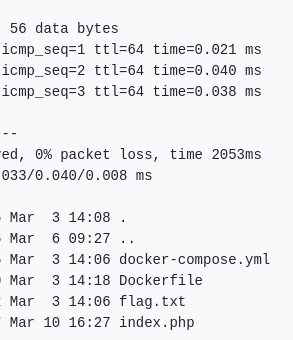 56 data bytes
icmp_seq=1 ttl=64 time=0.021 ms
icmp_seq=2 ttl=64 time=0.040 ms
icmp_seq=3 ttl=64 time=0.038 ms
--
ed, 0% packet loss, time 2053ms
033/0.040/0.008 ms
Mar  3 14:08 .
Mar  6 09:27 ..
Mar  3 14:06 docker-compose.yml
Mar  3 14:18 Dockerfile
Mar  3 14:06 flag.txt
Mar 10 16:27 index.php